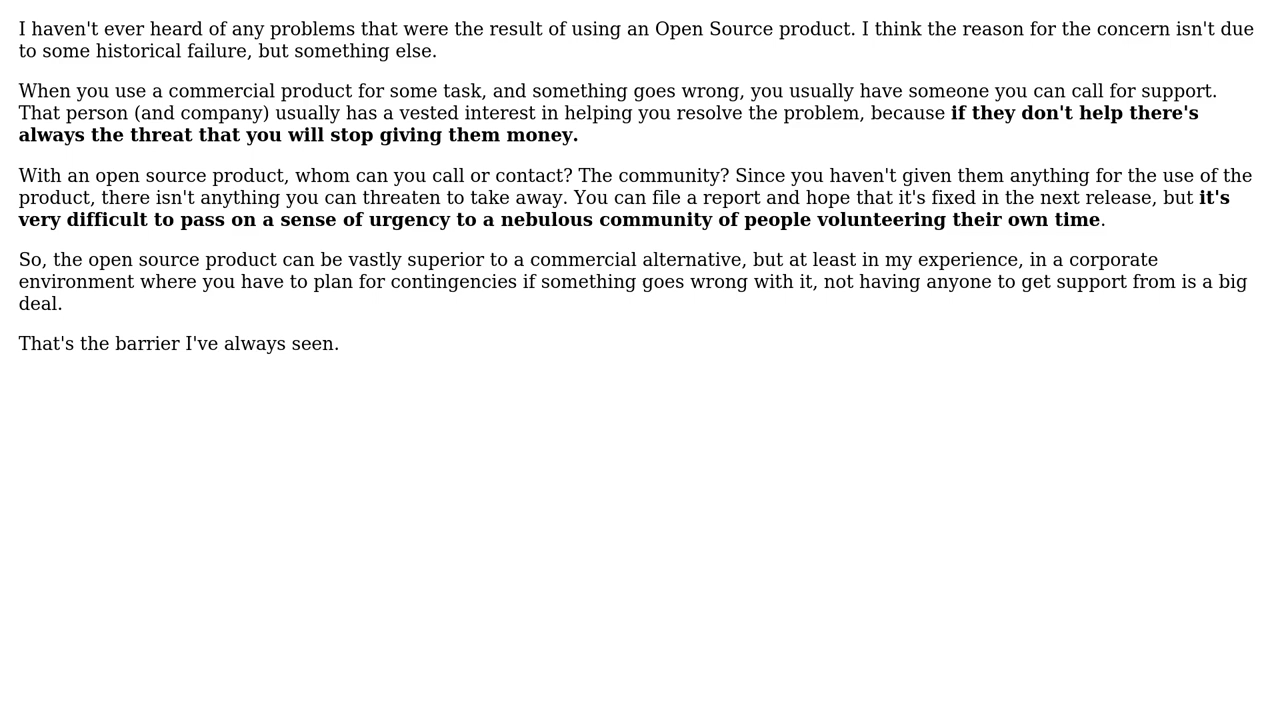 I haven't ever heard of any problems that were the result of using an Open Source product. I think the reason for the concern isn't due
to some historical failure, but something else.
When you use a commercial product for some task, and something goes wrong, you usually have someone you can call for support.
That person (and company) usually has a vested interest in helping you resolve the problem, because if they don't help there's
always the threat that you will stop giving them money.
With an open source product, whom can you call or contact? The community? Since you haven't given them anything for the use of the
product, there isn't anything you can threaten to take away. You can file a report and hope that it's fixed in the next release, but it's
very difficult to pass on a sense of urgency to a nebulous community of people volunteering their own time.
So, the open source product can be vastly superior to a commercial alternative, but at least in my experience, in a corporate
environment where you have to plan for contingencies if something goes wrong with it, not having anyone to get support from is a big
deal.
That's the barrier I've always seen.